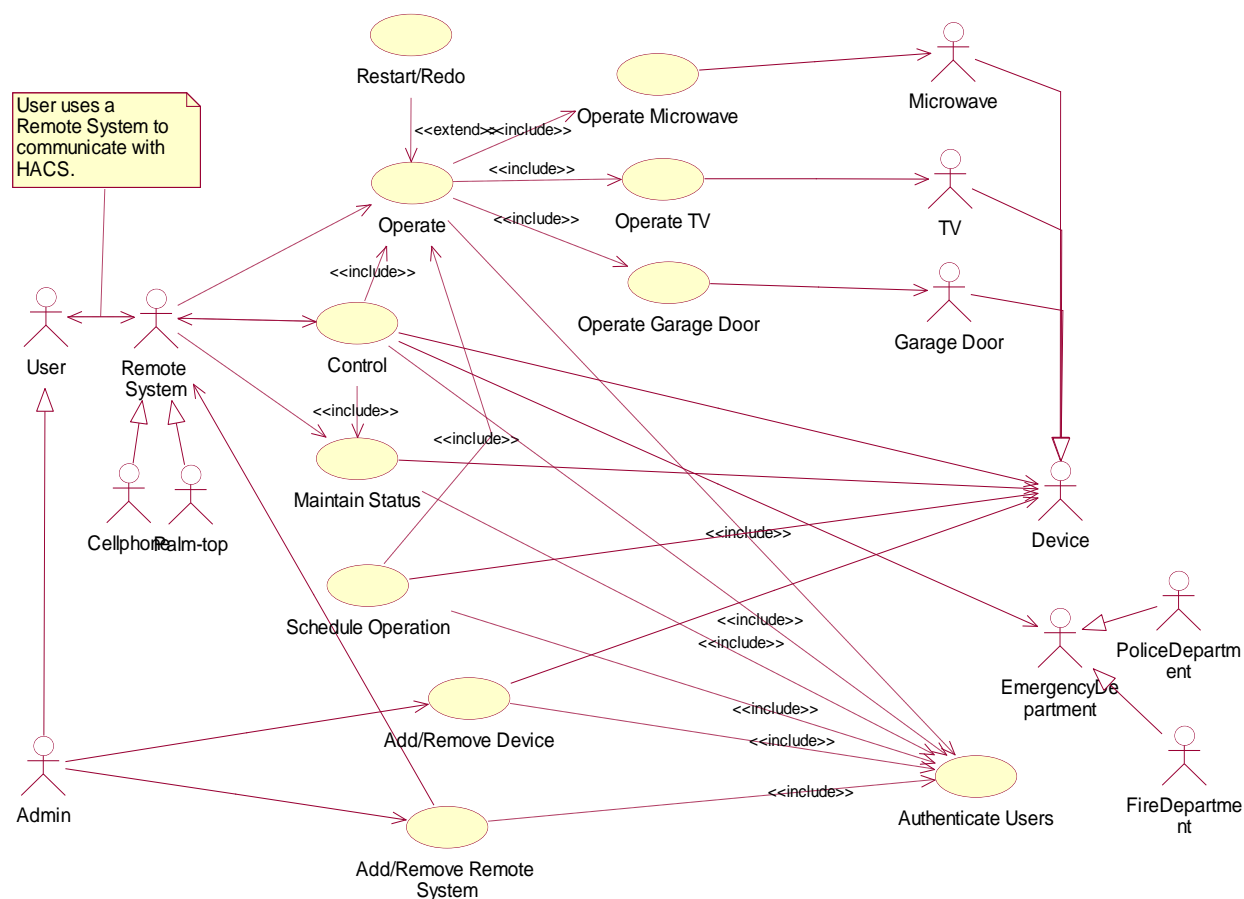 Restart/Redo
User uses a
Remote System to
communicate with
HACS.
Operate Microwave
Microwave
<<extend>>
<<include>>
<<include>>
Operate
Operate TV
TV
<<include>>
<<include>>
Operate Garage Door
Garage Door
User
Remote
System
Control
<<include>>
<<include>>
Maintain Status
Cellphone
Palm-top
<<include>>
Device
Schedule Operation
<<include>>
<<include>>
PoliceDepartm
ent
EmergencyDe
partment
<<include>>
Add/Remove Device
<<include>>
Admin
<<include>>
Authenticate Users
FireDepartme
nt
Add/Remove Remote
System